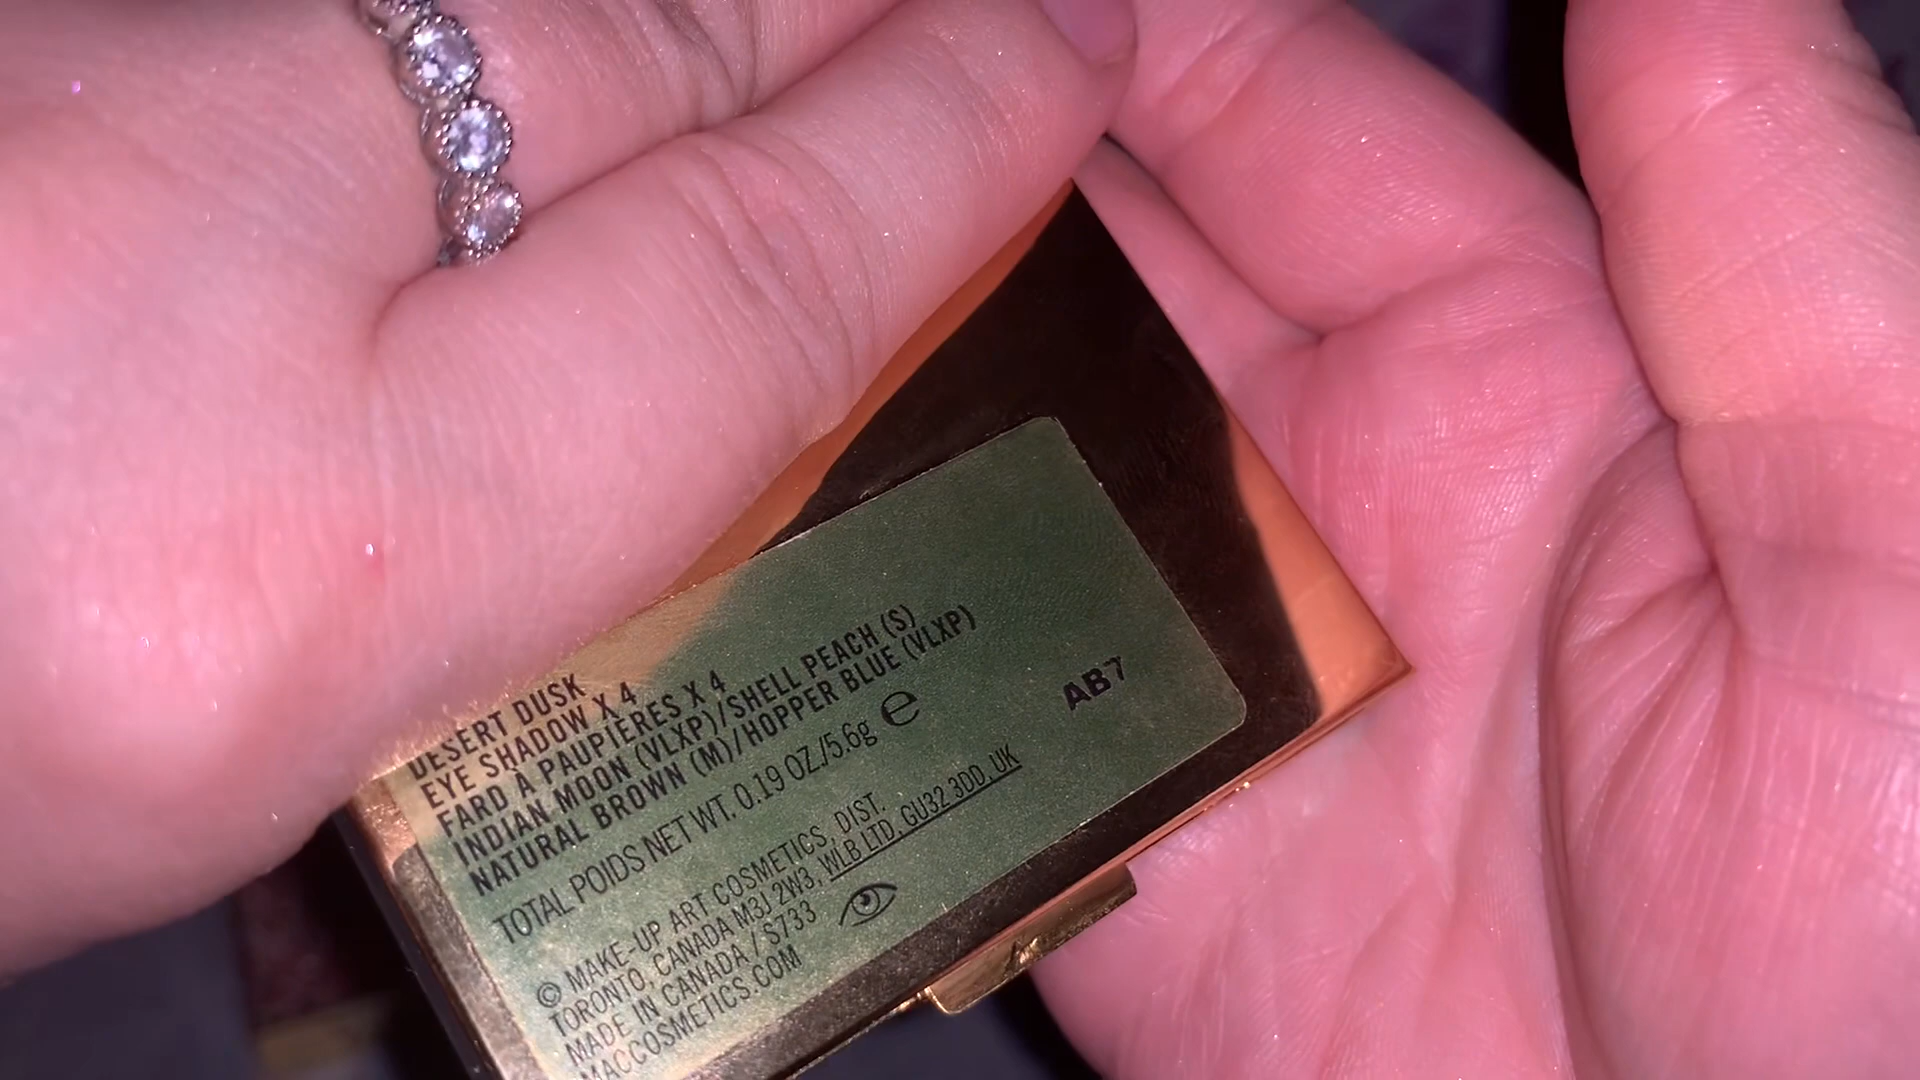 DESERT DUSK
EYE SHADOW X 4
FARD À PAUPIÈRES X 4
INDIAN MOON (VLXP)/SHELL PEACH (S)
NATURAL BROWN (M)/HOPPER BLUE (VLXP)
TOTAL POIDS NET WT. 0.19 OZ./5.6g e
AB7
© MAKE-UP ART COSMETICS, DIST.
TORONTO, CANADA M3J 2W3, WLB LTD, GU32 3DD, UK
MADE IN CANADA / S733
MACCOSMETICS.COM